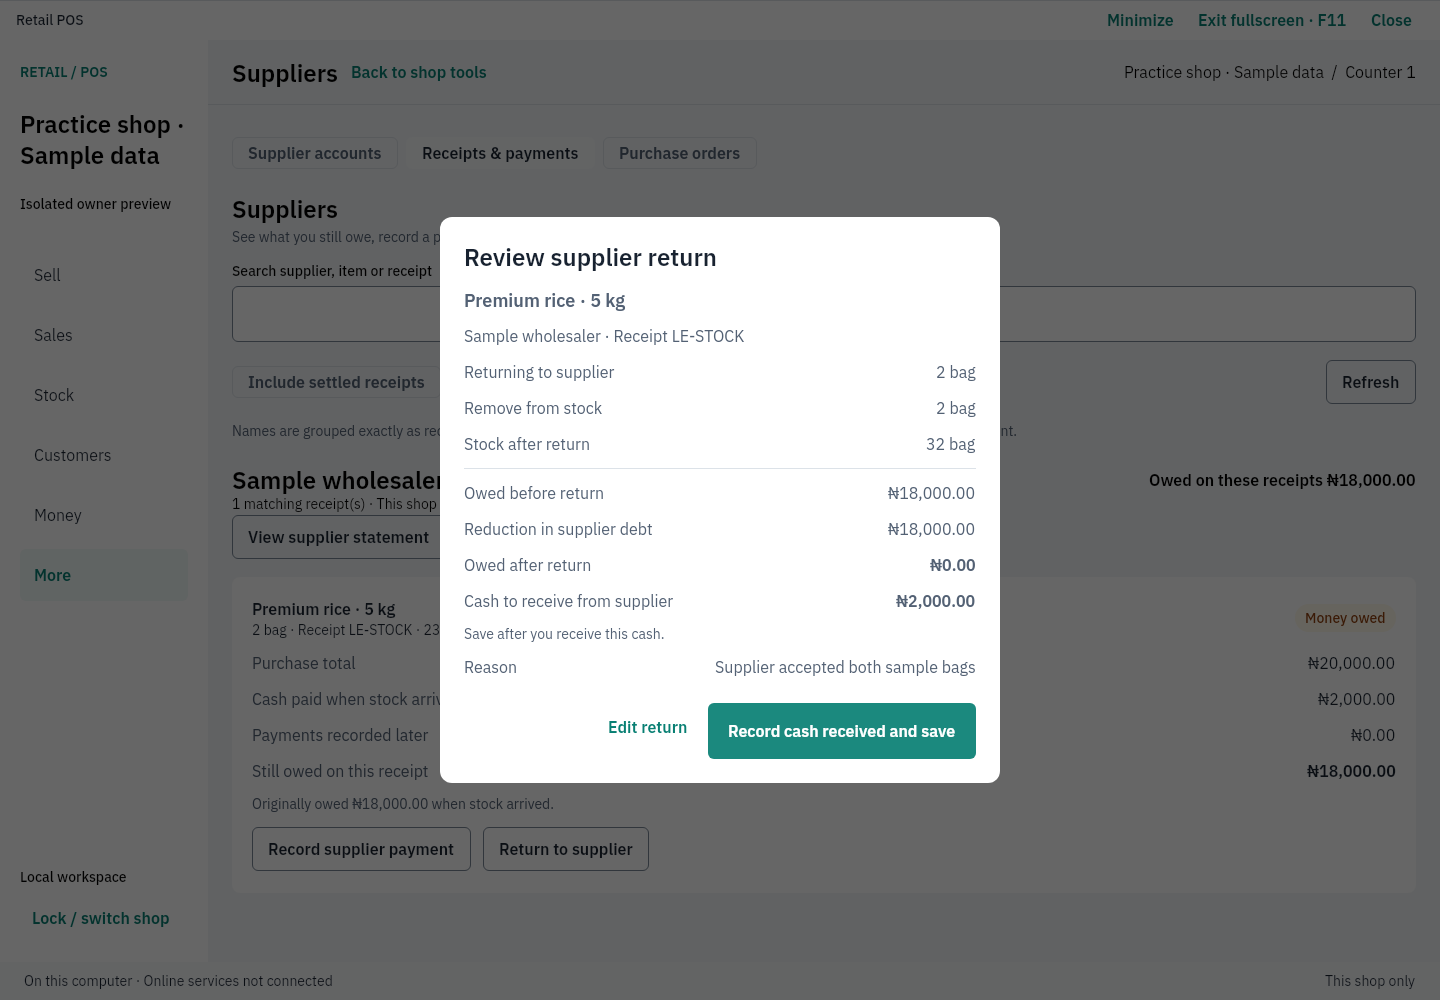 Retail POS
Minimize
Exit fullscreen · F11
Close
RETAIL / POS
Practice shop ·
Sample data
Isolated owner preview
Sell
Sales
Stock
Customers
Money
More
Local workspace
Lock / switch shop
Suppliers
Back to shop tools
Practice shop · Sample data / Counter 1
Supplier accounts
Receipts & payments
Purchase orders
Suppliers
See what you still owe, record a p
Search supplier, item or receipt
Include settled receipts
Refresh
Names are grouped exactly as rec
nt.
Sample wholesaler
Owed on these receipts ₦18,000.00
1 matching receipt(s) · This shop
View supplier statement
Premium rice · 5 kg
Money owed
2 bag · Receipt LE-STOCK · 23
Purchase total
₦20,000.00
Cash paid when stock arriv
₦2,000.00
Payments recorded later
₦0.00
Still owed on this receipt
₦18,000.00
Originally owed ₦18,000.00 when stock arrived.
Record supplier payment
Return to supplier
Review supplier return
Premium rice · 5 kg
Sample wholesaler · Receipt LE-STOCK
Returning to supplier
2 bag
Remove from stock
2 bag
Stock after return
32 bag
Owed before return
₦18,000.00
Reduction in supplier debt
₦18,000.00
Owed after return
₦0.00
Cash to receive from supplier
₦2,000.00
Save after you receive this cash.
Reason
Supplier accepted both sample bags
Edit return
Record cash received and save
On this computer · Online services not connected
This shop only